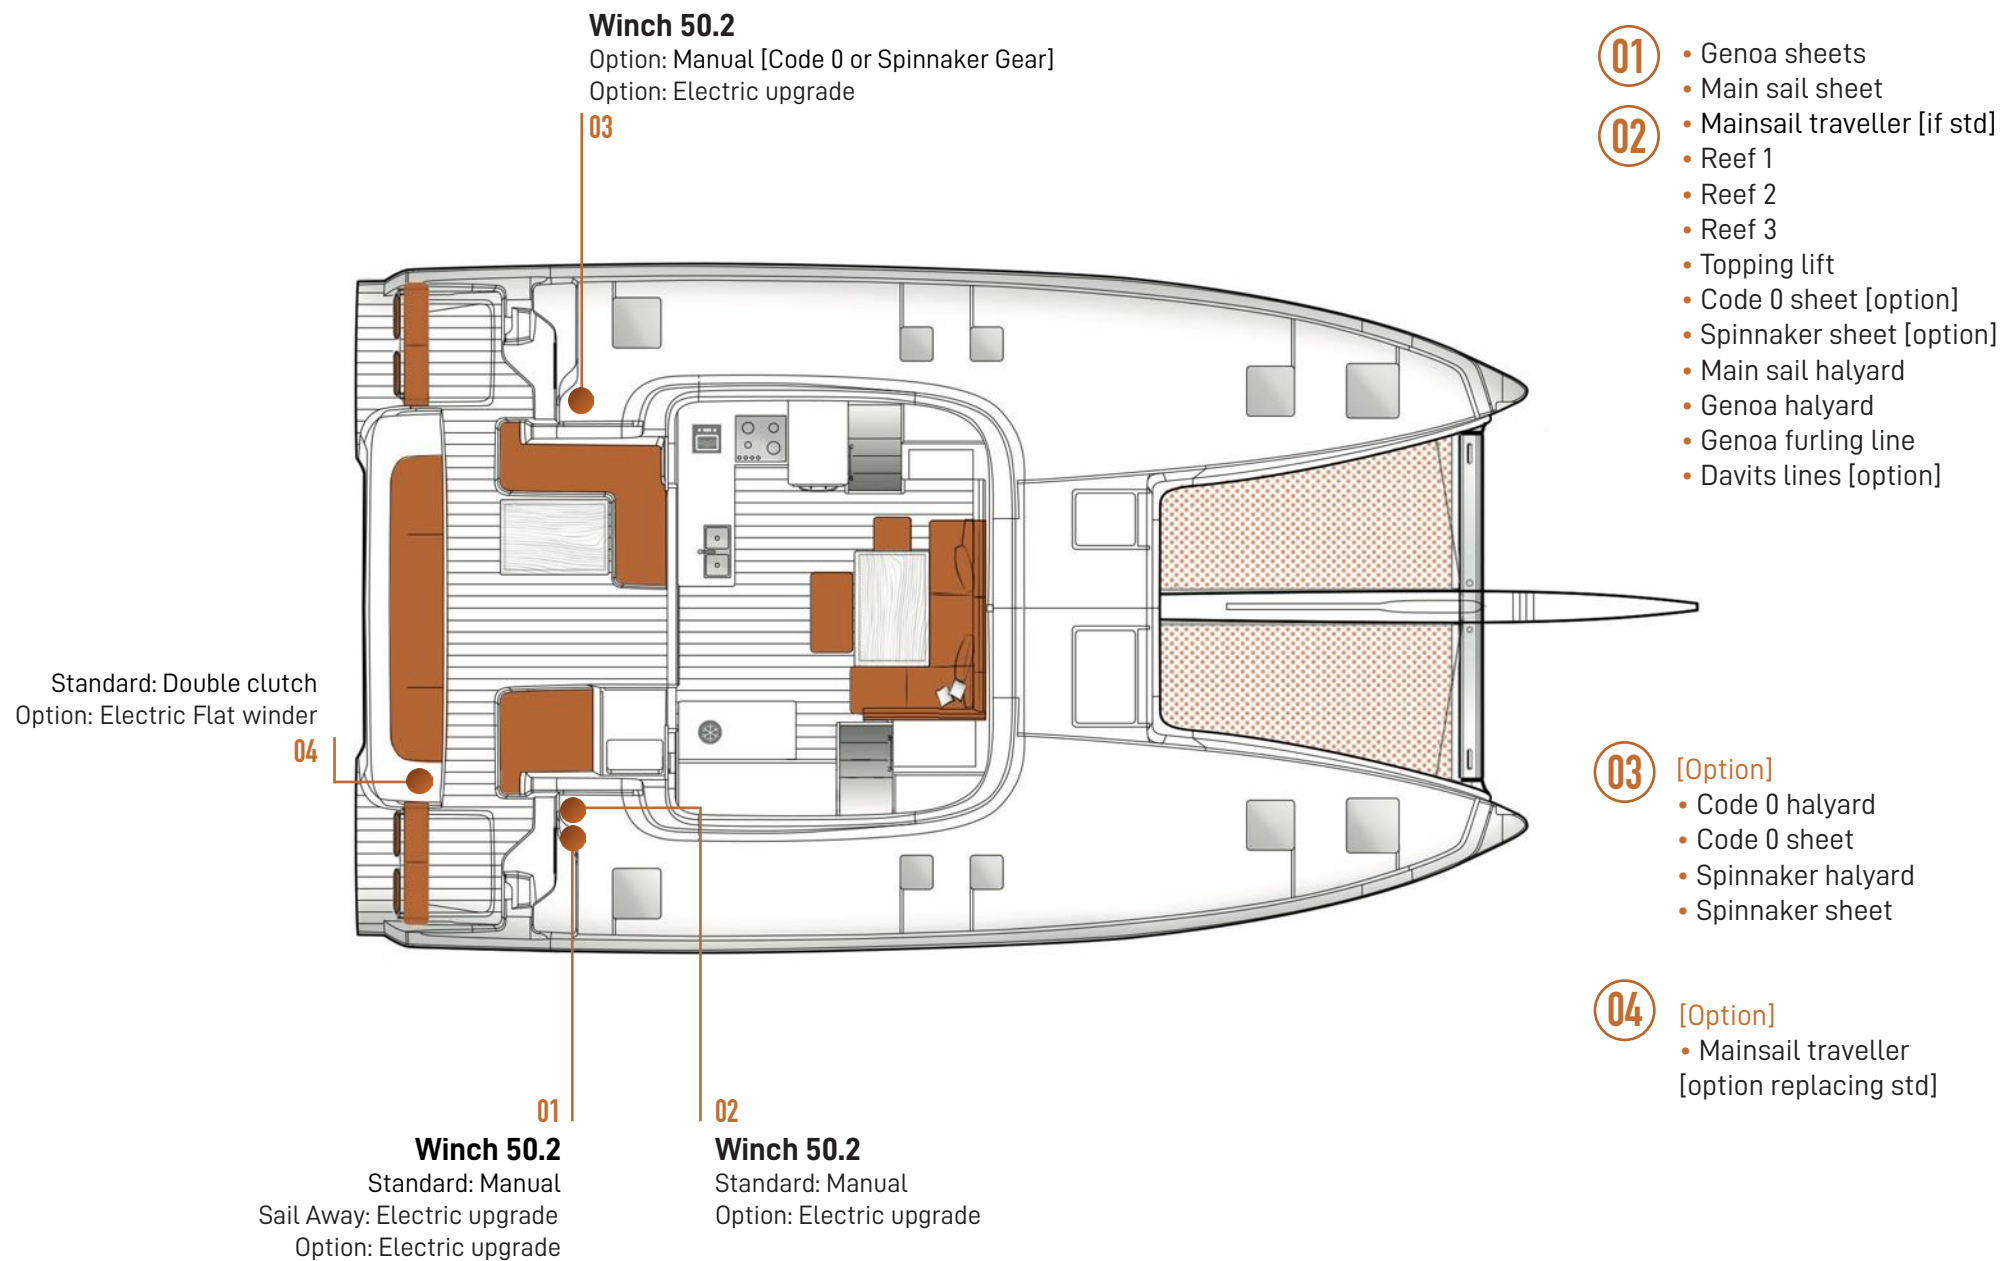 Winch 50.2
Option: Manual [Code 0 or Spinnaker Gear]
Option: Electric upgrade
03
01
02
• Genoa sheets
• Main sail sheet
• Mainsail traveller [if std]
• Reef 1
• Reef 2
• Reef 3
• Topping lift
• Code 0 sheet [option]
• Spinnaker sheet [option]
• Main sail halyard
• Genoa halyard
• Genoa furling line
• Davits lines [option]
Standard: Double clutch
Option: Electric Flat winder
04
03
[Option]
• Code 0 halyard
• Code 0 sheet
• Spinnaker halyard
• Spinnaker sheet
04
[Option]
• Mainsail traveller
[option replacing std]
01
Winch 50.2
Standard: Manual
Sail Away: Electric upgrade
Option: Electric upgrade
02
Winch 50.2
Standard: Manual
Option: Electric upgrade